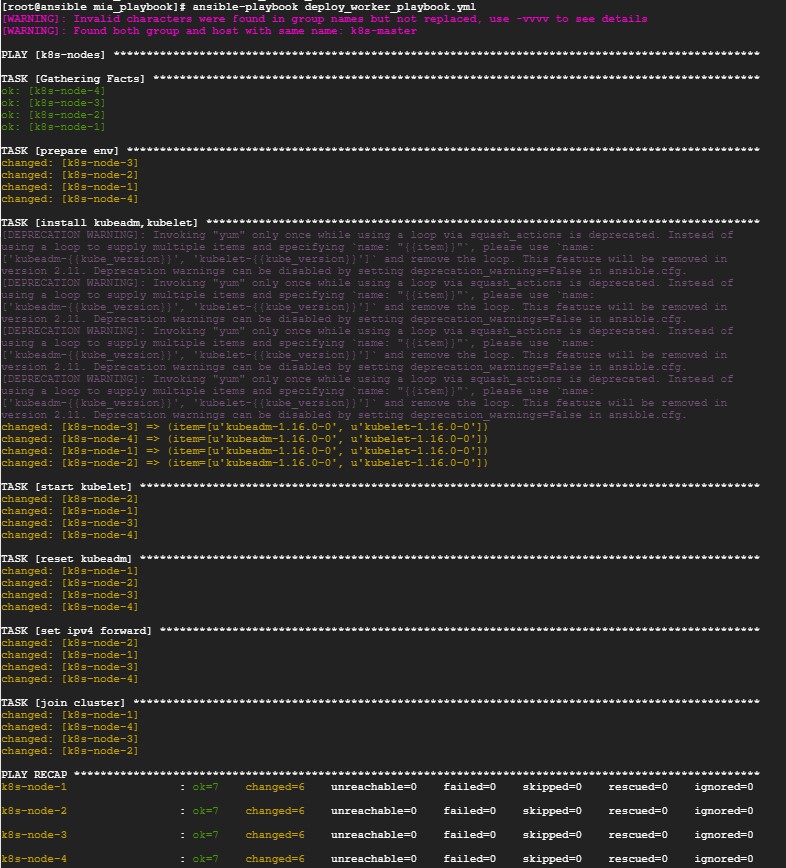 [root@ansible mia_playbook]# ansible-playbook deploy_worker_playbook.yml
[WARNING]: Invalid characters were found in group names but not replaced, use -vvvv to see details
[WARNING]: Found both group and host with same name: k8s-master
PLAY [k8s-nodes] **************************************************************************************************
TASK [Gathering Facts] ********************************************************************************************
ok: [k8s-node-4]
ok: [k8s-node-3]
ok: [k8s-node-2]
ok: [k8s-node-1]
TASK [prepare env] ************************************************************************************************
changed: [k8s-node-3]
changed: [k8s-node-2]
changed: [k8s-node-1]
changed: [k8s-node-4]
TASK [install kubeadm,kubelet] ************************************************************************************
[DEPRECATION WARNING]: Invoking "yum" only once while using a loop via squash_actions is deprecated. Instead of
using a loop to supply multiple items and specifying `name: "{{item}}"`, please use `name:
['kubeadm-{{kube_version}}', 'kubelet-{{kube_version}}']` and remove the loop. This feature will be removed in
version 2.11. Deprecation warnings can be disabled by setting deprecation_warnings=False in ansible.cfg.
[DEPRECATION WARNING]: Invoking "yum" only once while using a loop via squash_actions is deprecated. Instead of
using a loop to supply multiple items and specifying `name: "{{item}}"`, please use `name:
['kubeadm-{{kube_version}}', 'kubelet-{{kube_version}}']` and remove the loop. This feature will be removed in
version 2.11. Deprecation warnings can be disabled by setting deprecation_warnings=False in ansible.cfg.
[DEPRECATION WARNING]: Invoking "yum" only once while using a loop via squash_actions is deprecated. Instead of
using a loop to supply multiple items and specifying `name: "{{item}}"`, please use `name:
['kubeadm-{{kube_version}}', 'kubelet-{{kube_version}}']` and remove the loop. This feature will be removed in
version 2.11. Deprecation warnings can be disabled by setting deprecation_warnings=False in ansible.cfg.
[DEPRECATION WARNING]: Invoking "yum" only once while using a loop via squash_actions is deprecated. Instead of
using a loop to supply multiple items and specifying `name: "{{item}}"`, please use `name:
['kubeadm-{{kube_version}}', 'kubelet-{{kube_version}}']` and remove the loop. This feature will be removed in
version 2.11. Deprecation warnings can be disabled by setting deprecation_warnings=False in ansible.cfg.
changed: [k8s-node-3] => (item=[u'kubeadm-1.16.0-0', u'kubelet-1.16.0-0'])
changed: [k8s-node-4] => (item=[u'kubeadm-1.16.0-0', u'kubelet-1.16.0-0'])
changed: [k8s-node-1] => (item=[u'kubeadm-1.16.0-0', u'kubelet-1.16.0-0'])
changed: [k8s-node-2] => (item=[u'kubeadm-1.16.0-0', u'kubelet-1.16.0-0'])
TASK [start kubelet] **********************************************************************************************
changed: [k8s-node-2]
changed: [k8s-node-1]
changed: [k8s-node-3]
changed: [k8s-node-4]
TASK [reset kubeadm] **********************************************************************************************
changed: [k8s-node-1]
changed: [k8s-node-2]
changed: [k8s-node-3]
changed: [k8s-node-4]
TASK [set ipv4 forward] *******************************************************************************************
changed: [k8s-node-2]
changed: [k8s-node-1]
changed: [k8s-node-3]
changed: [k8s-node-4]
TASK [join cluster] ***********************************************************************************************
changed: [k8s-node-1]
changed: [k8s-node-4]
changed: [k8s-node-3]
changed: [k8s-node-2]
PLAY RECAP ********************************************************************************************************
k8s-node-1 : ok=7 changed=6 unreachable=0 failed=0 skipped=0 rescued=0 ignored=0
k8s-node-2 : ok=7 changed=6 unreachable=0 failed=0 skipped=0 rescued=0 ignored=0
k8s-node-3 : ok=7 changed=6 unreachable=0 failed=0 skipped=0 rescued=0 ignored=0
k8s-node-4 : ok=7 changed=6 unreachable=0 failed=0 skipped=0 rescued=0 ignored=0